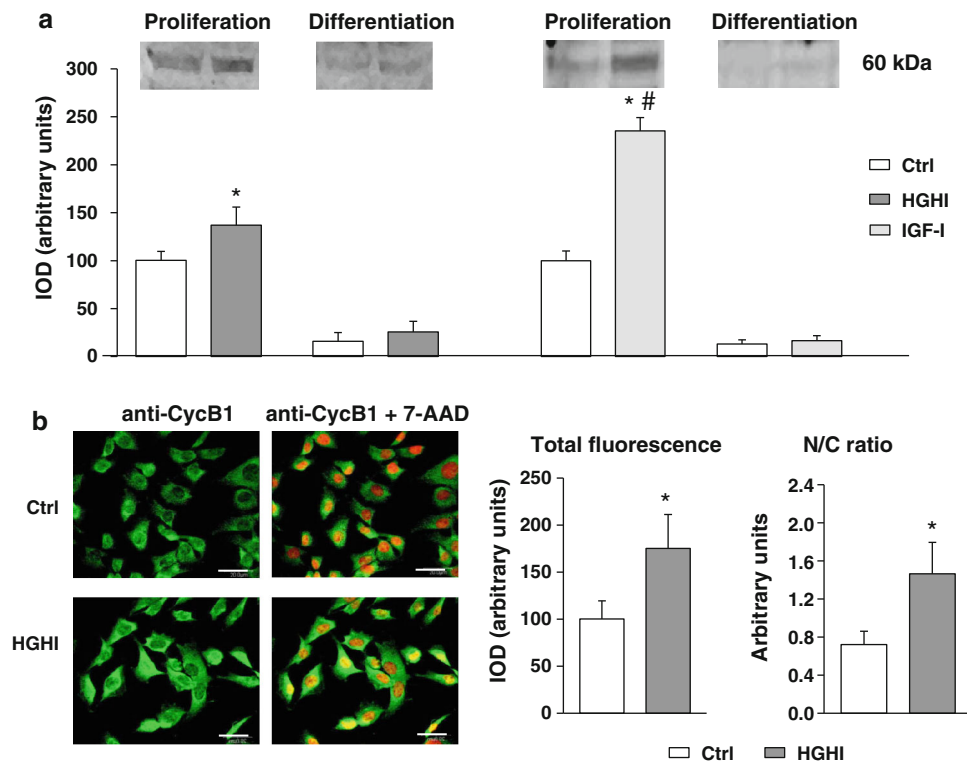 a
Proliferation Differentiation Proliferation Differentiation
60 kDa
IOD (arbitrary units)
300
250
200
150
100
50
0
*
* #
Ctrl
HGHI
IGF-I
b
anti-CycB1 anti-CycB1 + 7-AAD
Ctrl
HGHI
Total fluorescence
IOD (arbitrary units)
250
200
150
100
50
0
*
N/C ratio
Arbitrary units
2.4
2.0
1.6
1.2
0.8
0.4
0.0
*
Ctrl HGHI